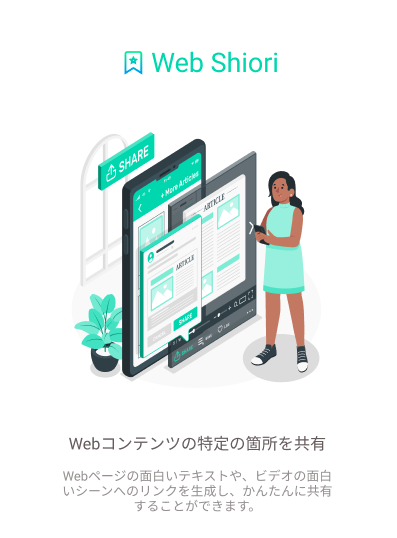 Web Shiori
SHARE
+ More Articles
ARTICLE
ARTICLE
SHARE
SHARE
Webコンテンツの特定の箇所を共有
Webページの面白いテキストや、ビデオの面白
いシーンへのリンクを生成し、かんたんに共有
することができます。